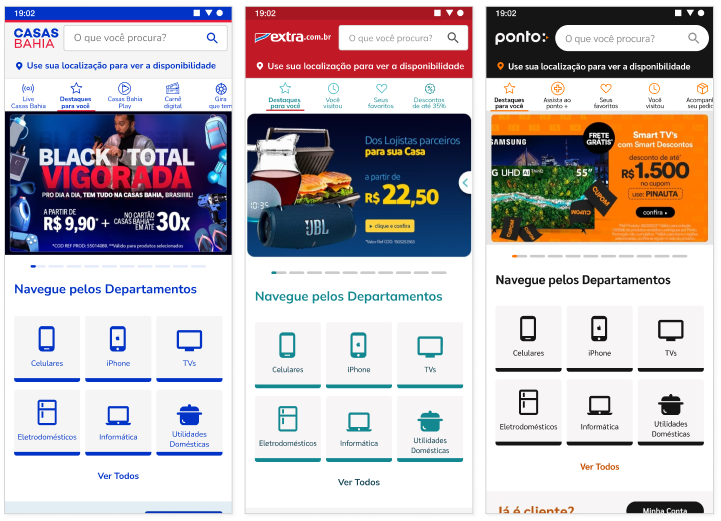 19:02
CASAS
BAHIA
O que você procura?
Use sua localização para ver a disponibilidade
Live
Casas Bahia
Destaques
para você
Casas Bahia
Play
Carnê
digital
Gira
que tem
BLACK TOTAL
VIGORADA
PRO DIA A DIA, TEM TUDO NA CASAS BAHIA, BRASIIIIL!
A PARTIR DE
R$ 9,90*
+
NO CARTÃO
CASAS BAHIA**
EM ATÉ
30x
*COD REF PROD: 55014089. **Válido para produtos selecionados
Navegue pelos Departamentos
Celulares
iPhone
TVs
Eletrodomésticos
Informática
Utilidades
Domésticas
Ver Todos
19:02
extra.com.br
O que você procura?
Use sua localização para ver a disponibilidade
Destaques
para você
Você
visitou
Seus
favoritos
Descontos
de até 35%
10:35
JBL
Dos Lojistas parceiros
para sua Casa
a partir de
R$ 22,50
clique e confira
Navegue pelos Departamentos
Celulares
iPhone
TVs
Eletrodomésticos
Informática
Utilidades
Domésticas
Ver Todos
19:02
ponto:>
O que você procura?
Use sua localização para ver a disponibilidade
Destaques
para você
Assista ao
ponto +
Seus
favoritos
Você
visitou
Acompanh
seu pedid
SAMSUNG
UHD AI
55"
CUPOM
CUPOM
FRETE
GRÁTIS*
Smart TV's
com Smart Descontos
desconto de até*
R$1.500
no cupom
use: PINAUTA
confira
Navegue pelos Departamentos
Celulares
iPhone
TVs
Eletrodomésticos
Informática
Utilidades
Domésticas
Ver Todos
Já é cliente?
Minha Conta